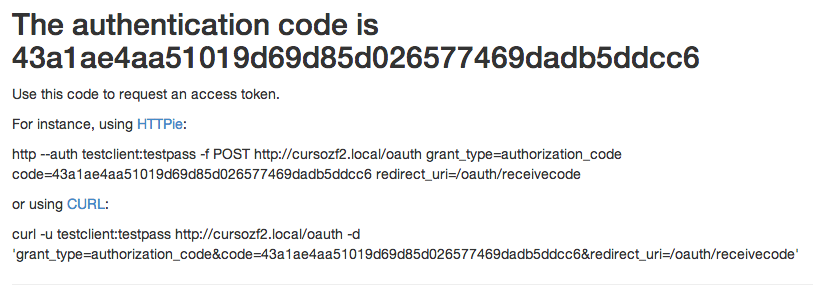 The authentication code is
43a1ae4aa51019d69d85d026577469dadb5ddcc6
Use this code to request an access token.
For instance, using HTTPie:
http --auth testclient:testpass -f POST http://cursozf2.local/oauth grant_type=authorization_code
code=43a1ae4aa51019d69d85d026577469dadb5ddcc6 redirect_uri=/oauth/receivecode
or using CURL:
curl -u testclient:testpass http://cursozf2.local/oauth -d
'grant_type=authorization_code&code=43a1ae4aa51019d69d85d026577469dadb5ddcc6&redirect_uri=/oauth/receivecode'